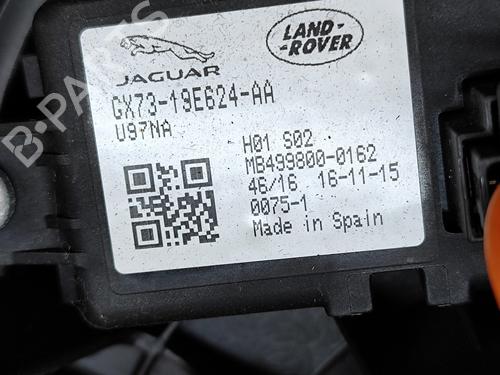 JAGUAR
LAND-
-ROVER
GX73-19E624-AA
U97NA
H01 S02
MB499800-0162
46/16 16-11-15
0075-1
Made in Spain
B-PARTS